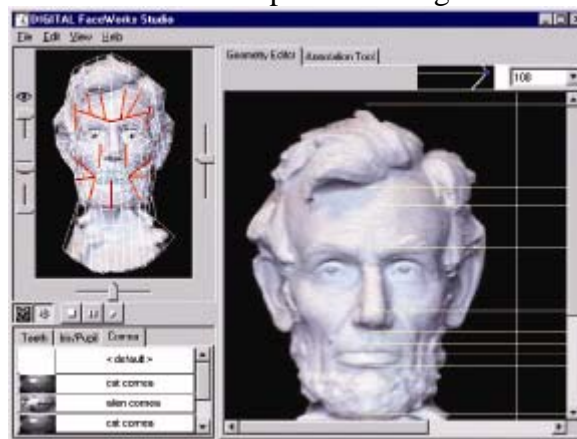 DIGITAL FaceWorks Studio
File Edit View Help
Geometry Editor Association Tool
108
Teeth Iris/Pupil Cornea
< default >
cat cornea
alien cornea
cat cornea